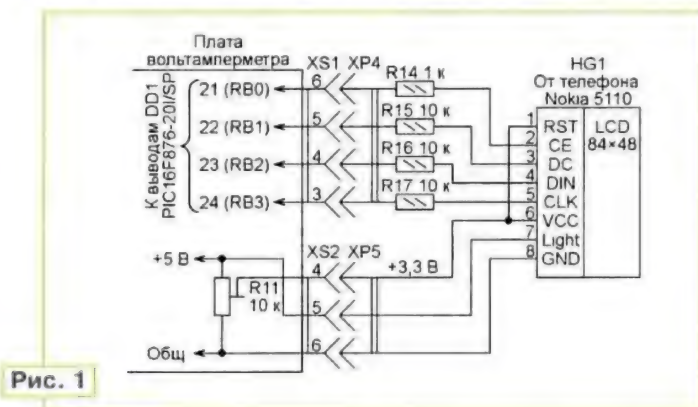 Плата
вольтамперметра
XS1 XP4
HG1
От телефона
Nokia 5110
К выводам DD1
PIC16F876-20I/SP
21 (RB0)
22 (RB1)
23 (RB2)
24 (RB3)
6
5
4
3
R14 1 к
R15 10 к
R16 10 к
R17 10 к
1 RST
2 CE
3 DC
4 DIN
5 CLK
6 VCC
7 Light
8 GND
LCD
84×48
XS2 XP5
+5 В
4
+3,3 В
R11
10 к
5
Общ
6
Рис. 1